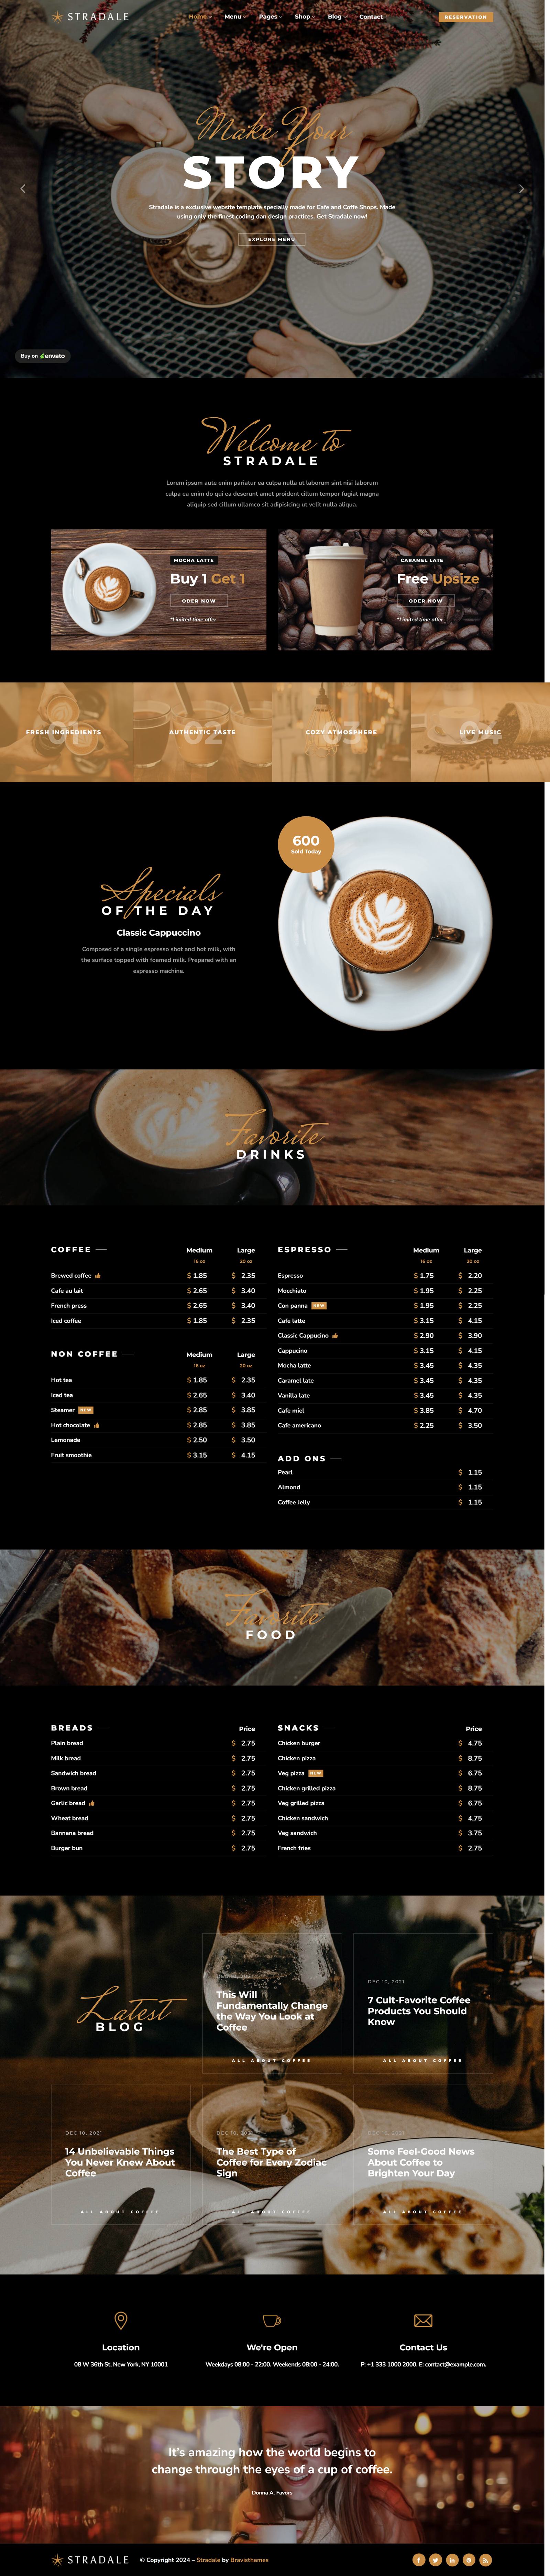 STRADALE
Home
Menu
Pages
Shop
Blog
Contact
RESERVATION
Make Your
STORY
Stradale is a excluse website template specially made for Cafe and Coffe Shops. Made
using only the finest coding dan design practices. Get Stradale now!
EXPLORE MENU
Buy on envato
Welcome to
STRADALE
Lorem ipsum aute enim pariatur ea culpa nulla ut laborum sint nisi laborum
culpa ea enim do qui ea deserunt amet proident cillum tempor fugiat magna
aliquip sed cillum ullamco sit adipisicing ut velit nulla aliqua.
MOCHA LATTE
Buy 1 Get 1
ODER NOW
*Limited time offer
CARAMEL LATE
Free Upsize
ODER NOW
*Limited time offer
01
FRESH INGREDIENTS
02
AUTHENTIC TASTE
03
COZY ATMOSPHERE
04
LIVE MUSIC
600
Sold Today
Specials
OF THE DAY
Classic Cappuccino
Composed of a single espresso shot and hot milk, with
the surface topped with foamed milk. Prepared with an
espresso machine.
Favorite
DRINKS
COFFEE Medium Large
16 oz 20 oz
Brewed coffee $ 1.85 $ 2.35
Cafe au lait $ 2.65 $ 3.40
French press $ 2.65 $ 3.40
Iced coffee $ 1.85 $ 2.35
NON COFFEE Medium Large
16 oz 20 oz
Hot tea $ 1.85 $ 2.35
Iced tea $ 2.65 $ 3.40
Steamer NEW $ 2.85 $ 3.85
Hot chocolate $ 2.85 $ 3.85
Lemonade $ 2.50 $ 3.50
Fruit smoothie $ 3.15 $ 4.15
ESPRESSO Medium Large
16 oz 20 oz
Espresso $ 1.75 $ 2.20
Mocchiato $ 1.95 $ 2.25
Con panna NEW $ 1.95 $ 2.25
Cafe latte $ 3.15 $ 4.15
Classic Cappucino $ 2.90 $ 3.90
Cappucino $ 3.15 $ 4.15
Mocha latte $ 3.45 $ 4.35
Caramel late $ 3.45 $ 4.35
Vanilla late $ 3.45 $ 4.35
Cafe miel $ 3.85 $ 4.70
Cafe americano $ 2.25 $ 3.50
ADD ONS
Pearl $ 1.15
Almond $ 1.15
Coffee Jelly $ 1.15
Favorite
FOOD
BREADS Price
Plain bread $ 2.75
Milk bread $ 2.75
Sandwich bread $ 2.75
Brown bread $ 2.75
Garlic bread $ 2.75
Wheat bread $ 2.75
Bannana bread $ 2.75
Burger bun $ 2.75
SNACKS Price
Chicken burger $ 4.75
Chicken pizza $ 8.75
Veg pizza NEW $ 6.75
Chicken grilled pizza $ 8.75
Veg grilled pizza $ 6.75
Chicken sandwich $ 4.75
Veg sandwich $ 3.75
French fries $ 2.75
Latest
BLOG
This Will
Fundamentally Change
the Way You Look at
Coffee
ALL ABOUT COFFEE
DEC 10, 2021
7 Cult-Favorite Coffee
Products You Should
Know
ALL ABOUT COFFEE
DEC 10, 2021
14 Unbelievable Things
You Never Knew About
Coffee
ALL ABOUT COFFEE
DEC 10, 2021
The Best Type of
Coffee for Every Zodiac
Sign
ALL ABOUT COFFEE
Some Feel-Good News
About Coffee to
Brighten Your Day
ALL ABOUT COFFEE
Location
08 W 36th St, New York, NY 10001
We're Open
Weekdays 08:00 - 22:00. Weekends 08:00 - 24:00.
Contact Us
P: +1 333 1000 2000. E: contact@example.com.
It's amazing how the world begins to
change through the eyes of a cup of coffee.
Donna A. Favors
STRADALE
© Copyright 2024 – Stradale by Bravisthemes